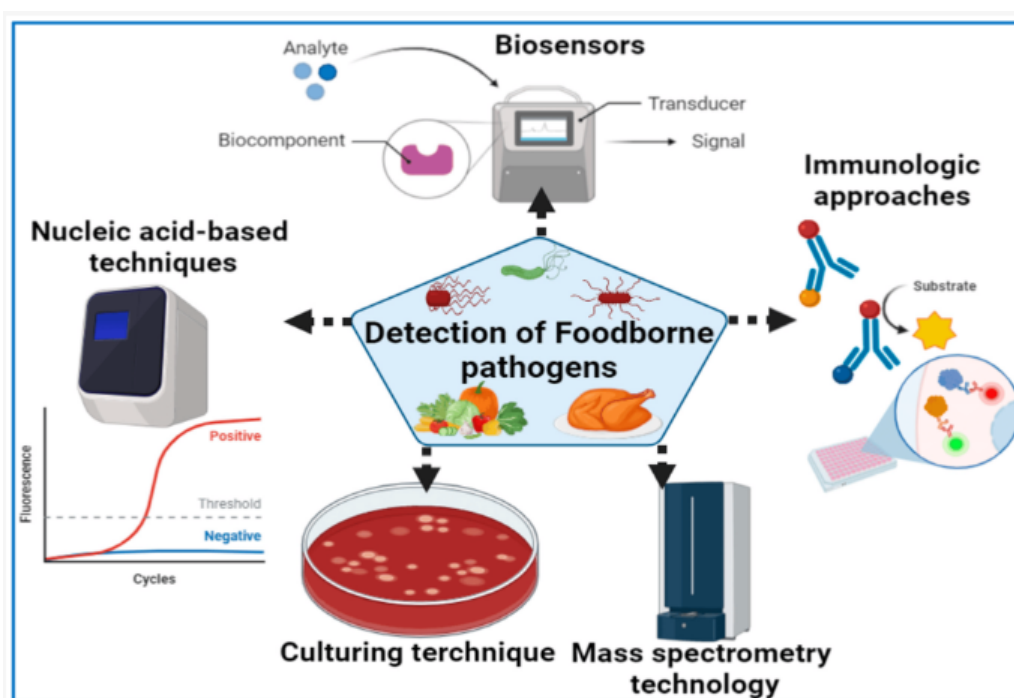 Biosensors
Analyte
Transducer
Biocomponent
Signal
Immunologic
approaches
Substrate
Nucleic acid-based
techniques
Detection of Foodborne
pathogens
Positive
Threshold
Negative
Fluorescence
Cycles
Culturing terchnique
Mass spectrometry
technology